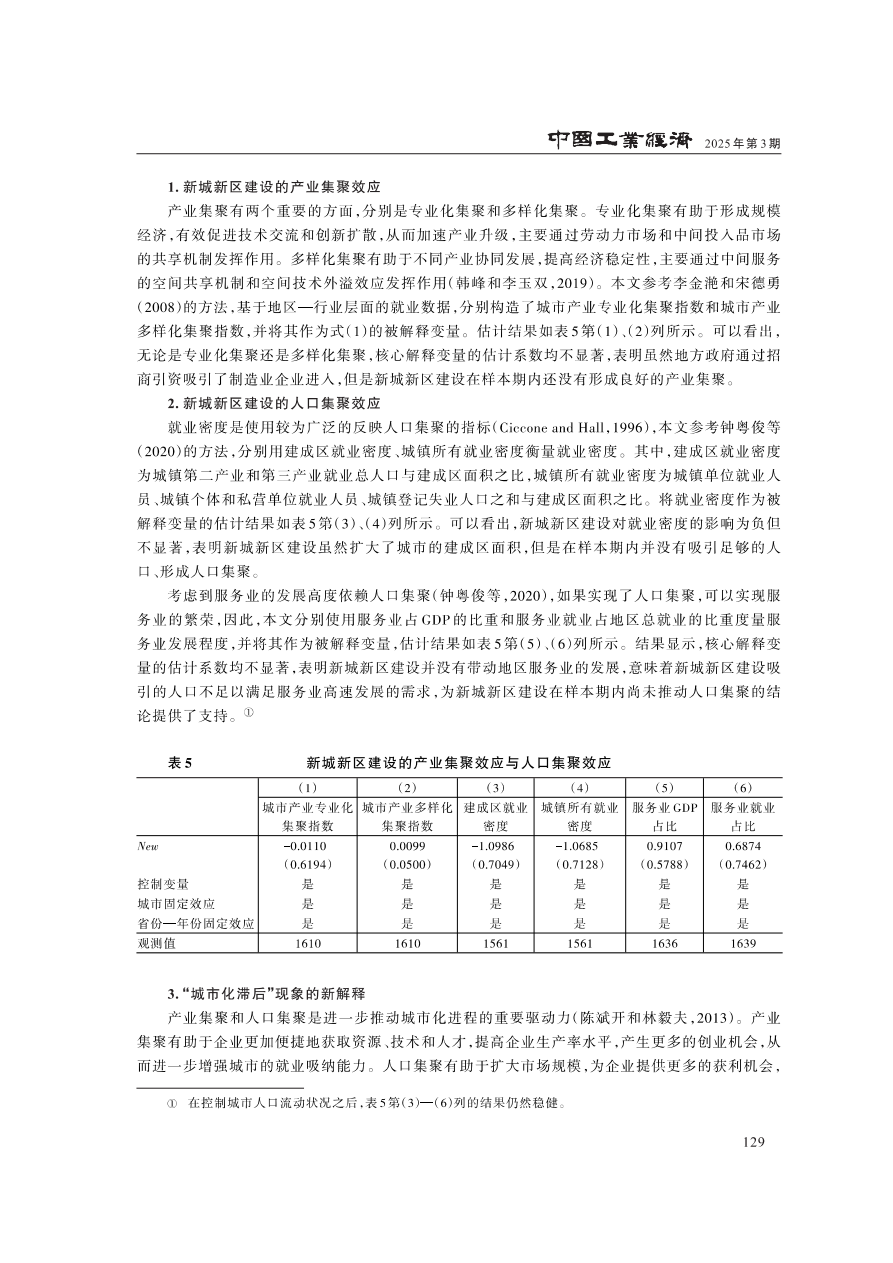 中國工業經濟 2025年第3期
1. 新城新区建设的产业集聚效应
产业集聚有两个重要的方面,分别是专业化集聚和多样化集聚。专业化集聚有助于形成规模
经济,有效促进技术交流和创新扩散,从而加速产业升级,主要通过劳动力市场和中间投入品市场
的共享机制发挥作用。多样化集聚有助于不同产业协同发展,提高经济稳定性,主要通过中间服务
的空间共享机制和空间技术外溢效应发挥作用(韩峰和李玉双,2019)。本文参考李金滟和宋德勇
(2008)的方法,基于地区—行业层面的就业数据,分别构造了城市产业专业化集聚指数和城市产业
多样化集聚指数,并将其作为式(1)的被解释变量。估计结果如表5第(1)、(2)列所示。可以看出,
无论是专业化集聚还是多样化集聚,核心解释变量的估计系数均不显著,表明虽然地方政府通过招
商引资吸引了制造业企业进入,但是新城新区建设在样本期内还没有形成良好的产业集聚。
2. 新城新区建设的人口集聚效应
就业密度是使用较为广泛的反映人口集聚的指标(Ciccone and Hall,1996),本文参考钟粤俊等
(2020)的方法,分别用建成区就业密度、城镇所有就业密度衡量就业密度。其中,建成区就业密度
为城镇第二产业和第三产业就业总人口与建成区面积之比,城镇所有就业密度为城镇单位就业人
员、城镇个体和私营单位就业人员、城镇登记失业人口之和与建成区面积之比。将就业密度作为被
解释变量的估计结果如表5第(3)、(4)列所示。可以看出,新城新区建设对就业密度的影响为负但
不显著,表明新城新区建设虽然扩大了城市的建成区面积,但是在样本期内并没有吸引足够的人
口、形成人口集聚。
考虑到服务业的发展高度依赖人口集聚(钟粤俊等,2020),如果实现了人口集聚,可以实现服
务业的繁荣,因此,本文分别使用服务业占GDP的比重和服务业就业占地区总就业的比重度量服
务业发展程度,并将其作为被解释变量,估计结果如表5第(5)、(6)列所示。结果显示,核心解释变
量的估计系数均不显著,表明新城新区建设并没有带动地区服务业的发展,意味着新城新区建设吸
引的人口不足以满足服务业高速发展的需求,为新城新区建设在样本期内尚未推动人口集聚的结
论提供了支持。①
表5 新城新区建设的产业集聚效应与人口集聚效应
(1) (2) (3) (4) (5) (6)
城市产业专业化 城市产业多样化 建成区就业 城镇所有就业 服务业GDP 服务业就业
集聚指数 集聚指数 密度 密度 占比 占比
New -0.0110 0.0099 -1.0986 -1.0685 0.9107 0.6874
(0.6194) (0.0500) (0.7049) (0.7128) (0.5788) (0.7462)
控制变量 是 是 是 是 是 是
城市固定效应 是 是 是 是 是 是
省份—年份固定效应 是 是 是 是 是 是
观测值 1610 1610 1561 1561 1636 1639
3. “城市化滞后”现象的新解释
产业集聚和人口集聚是进一步推动城市化进程的重要驱动力(陈斌开和林毅夫,2013)。产业
集聚有助于企业更加便捷地获取资源、技术和人才,提高企业生产率水平,产生更多的创业机会,从
而进一步增强城市的就业吸纳能力。人口集聚有助于扩大市场规模,为企业提供更多的获利机会,
① 在控制城市人口流动状况之后,表5第(3)—(6)列的结果仍然稳健。
129